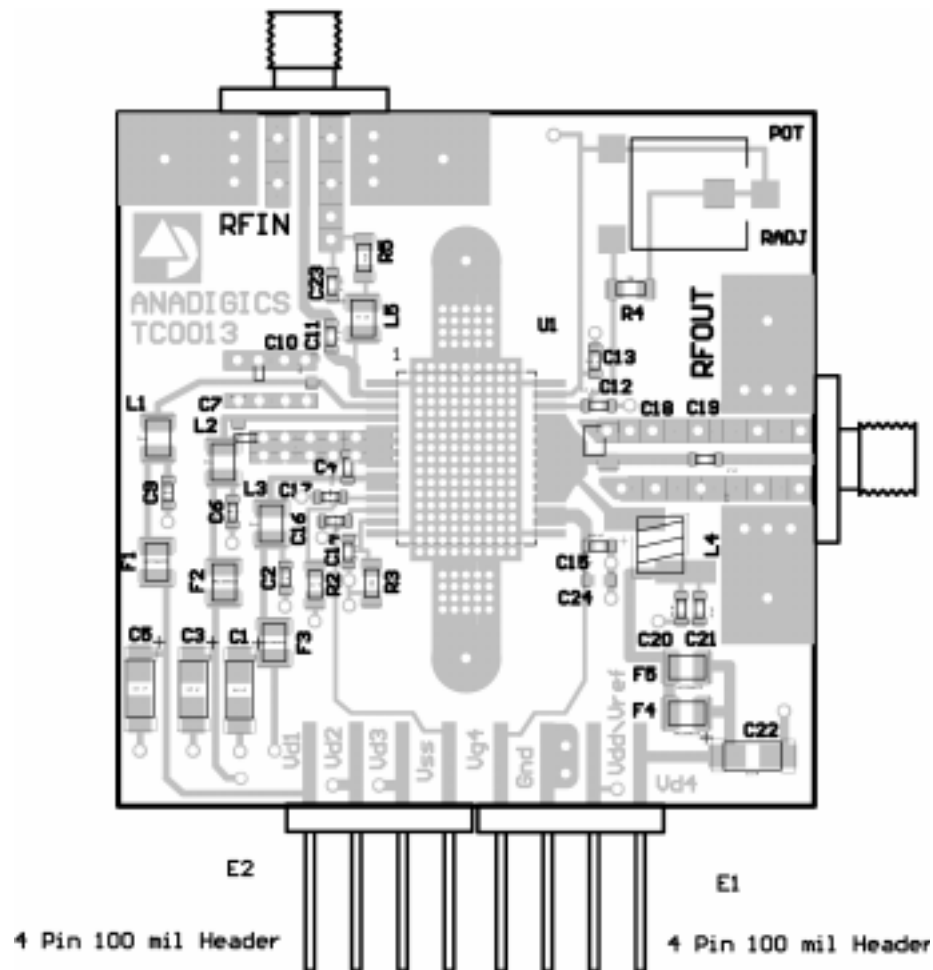 POT
RFIN
R5
RADJ
ANADIGICS
TC0013
C23
L5
R4
RFOUT
U1
C10
C11
1
C13
C12
L1
C7
L2
C18
C19
C4
C9
L3
C17
C6
C16
C14
C15
L4
F1
F2
C2
R2
R3
C24
C20
C21
C5
C3
C1
F3
F5
F4
C22
Vd1
Vd2
Vd3
Vss
Vg4
Gnd
Vdd\Vref
Vd4
E2
E1
4 Pin 100 mil Header
4 Pin 100 mil Header